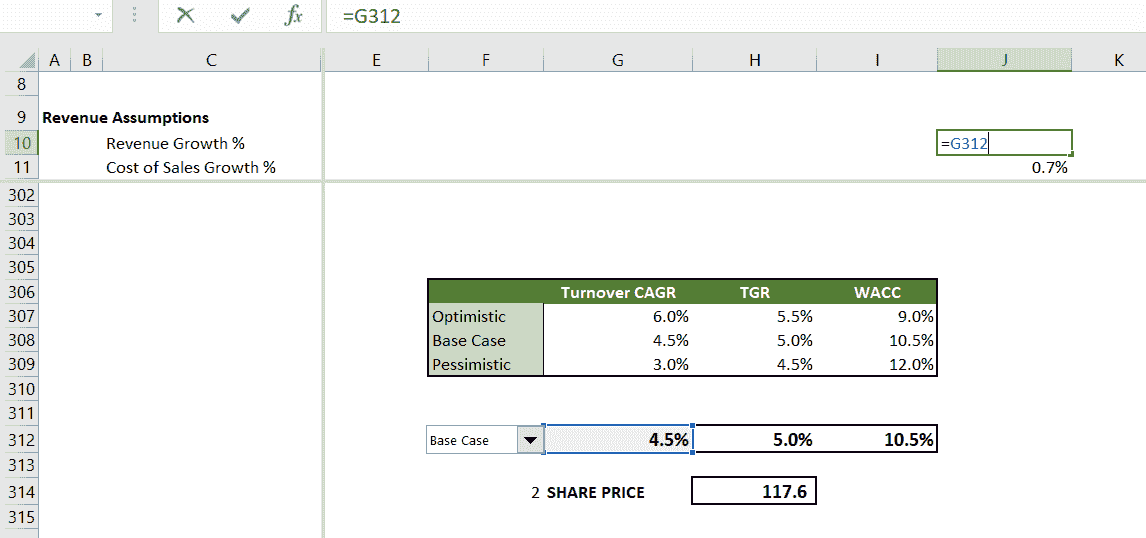 =G312
A B C E F G H I J K
8
9 Revenue Assumptions
10 Revenue Growth % =G312
11 Cost of Sales Growth % 0.7%
302
303
304
305
306 Turnover CAGR TGR WACC
307 Optimistic 6.0% 5.5% 9.0%
308 Base Case 4.5% 5.0% 10.5%
309 Pessimistic 3.0% 4.5% 12.0%
310
311
312 Base Case 4.5% 5.0% 10.5%
313
314 2 SHARE PRICE 117.6
315